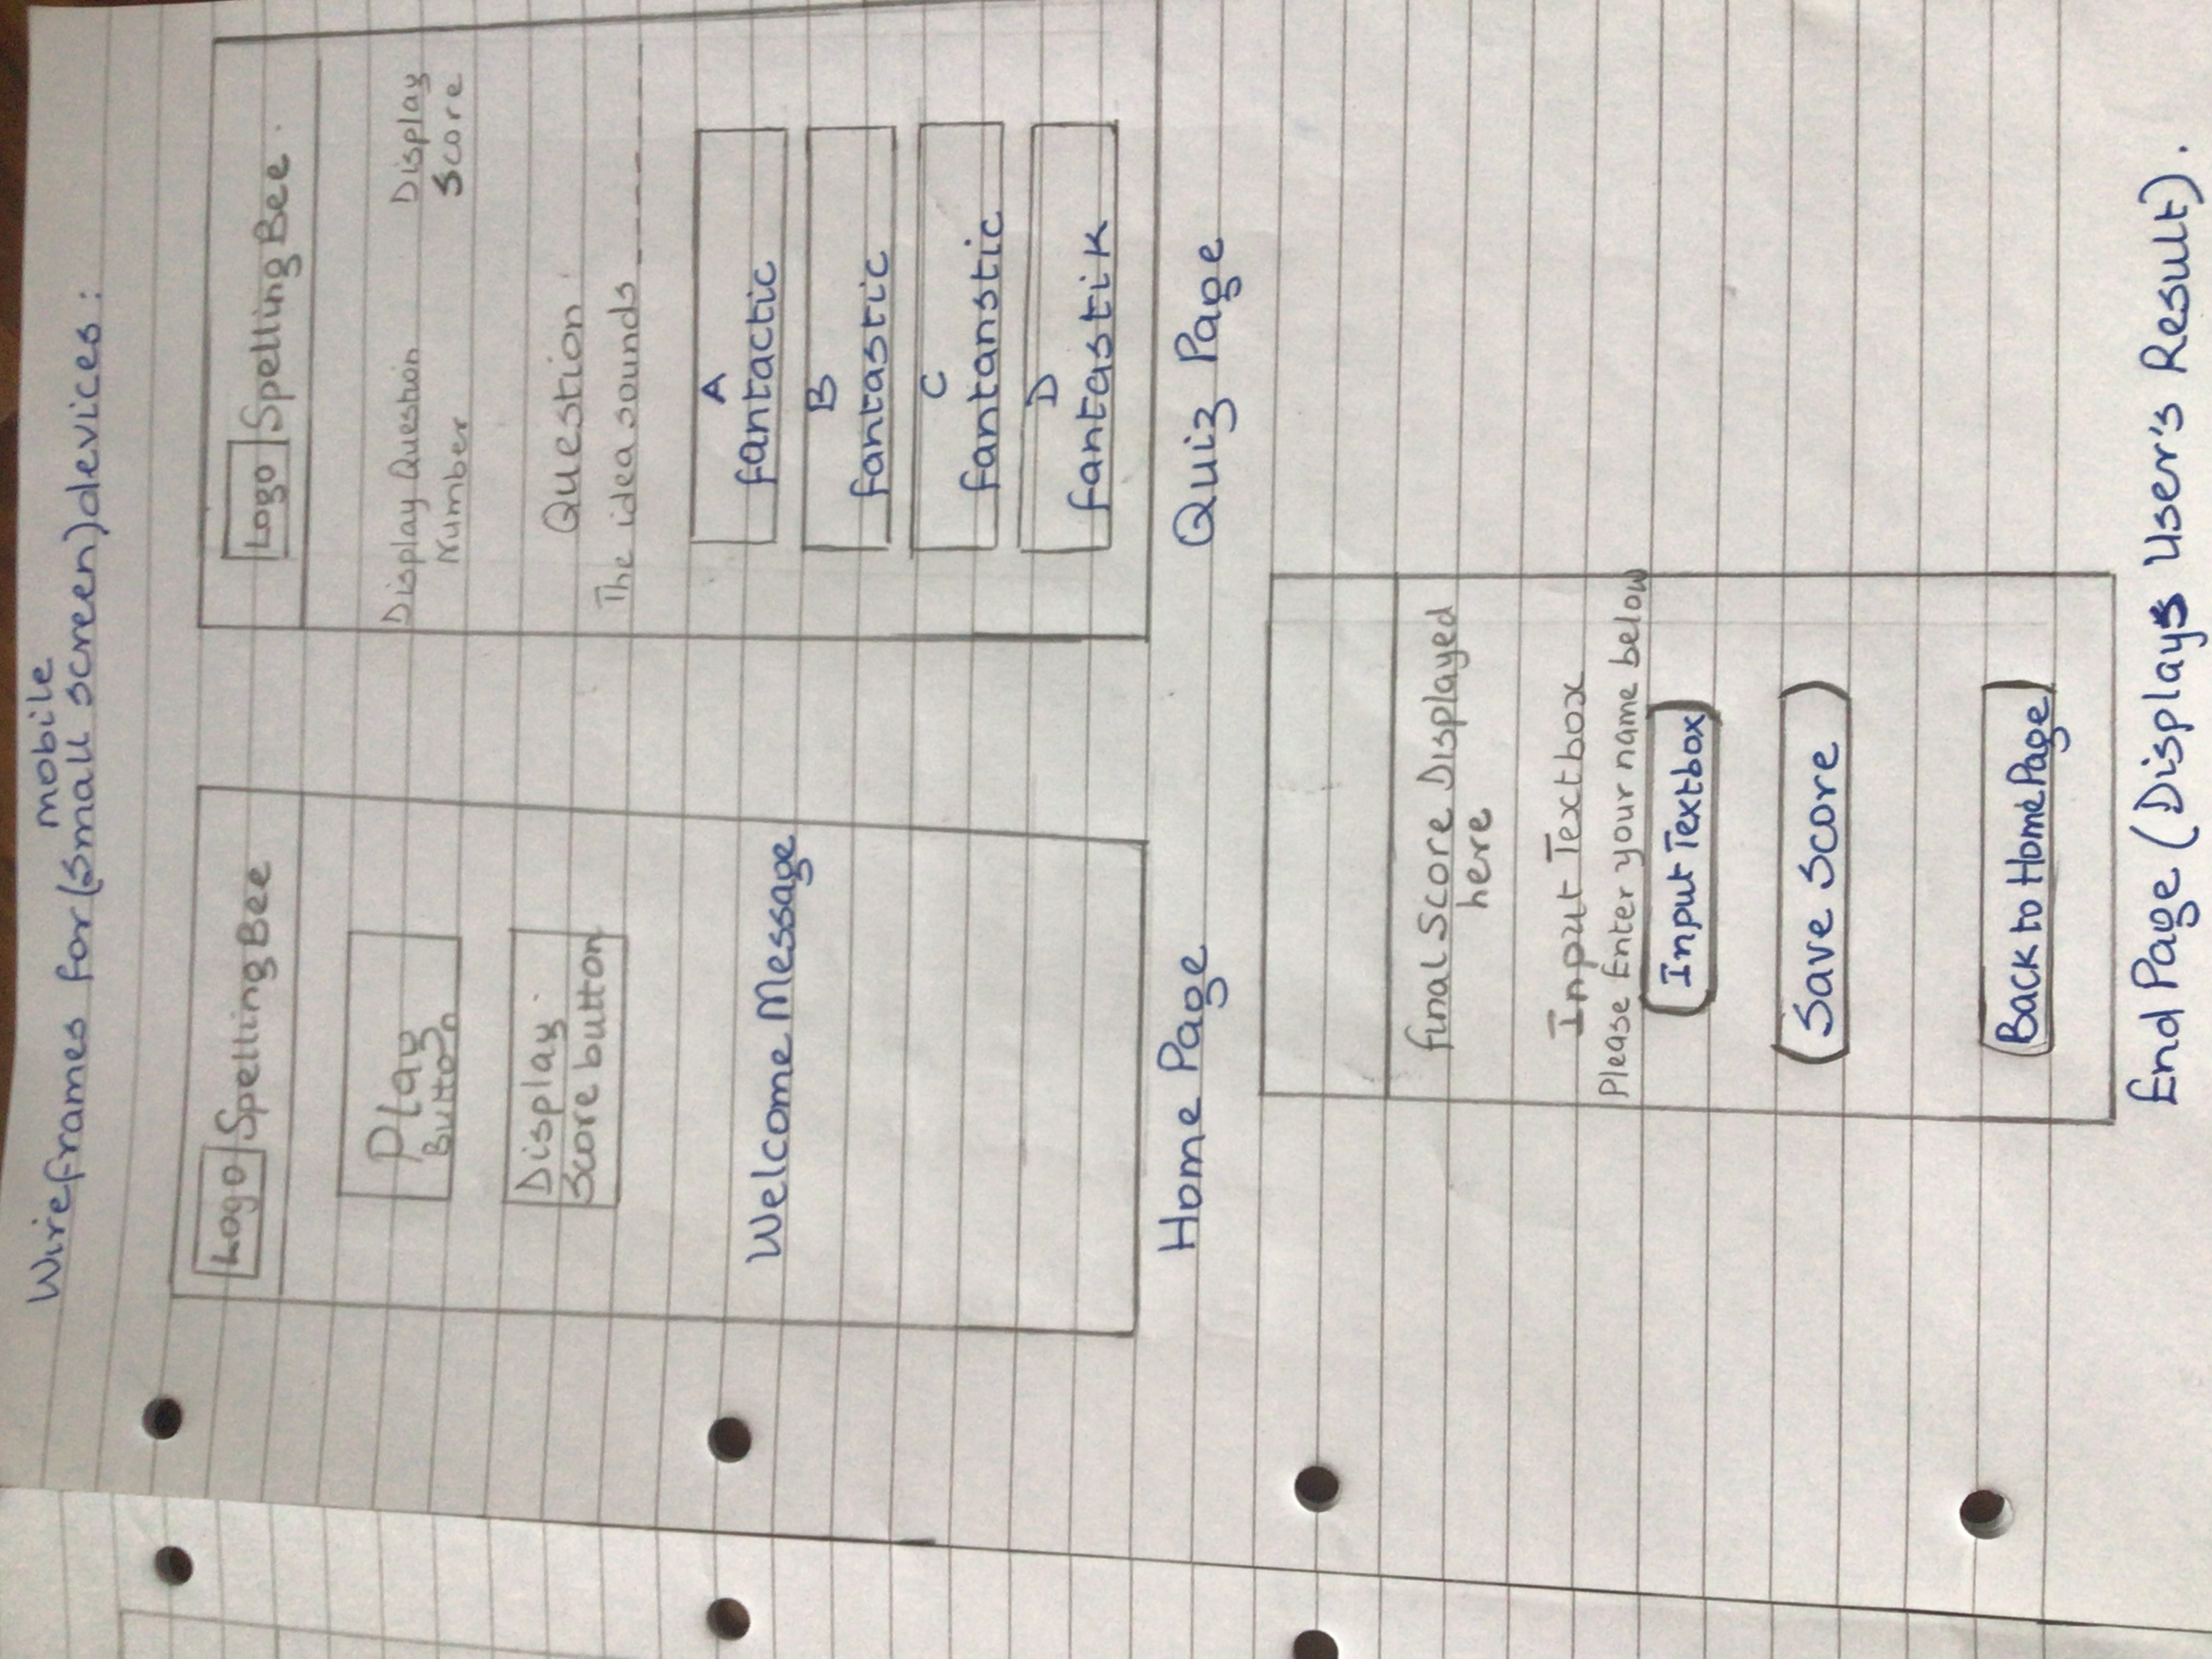 mobile
Wireframes for (Small screen) devices :
Logo Spelling Bee
Play
Button
Display
Score button
Welcome Message
Home Page
Logo Spelling Bee
Display Question Display
Number Score
Question
The idea sounds _ _ _ _ _ _ _
A
fantactic
B
fantastic
C
fantanstic
D
fantastik
Quiz Page
final Score Displayed
here
Input Textbox
Please Enter your name below
Input Textbox
Save Score
Back to Home Page
End Page (Displays User's Result).